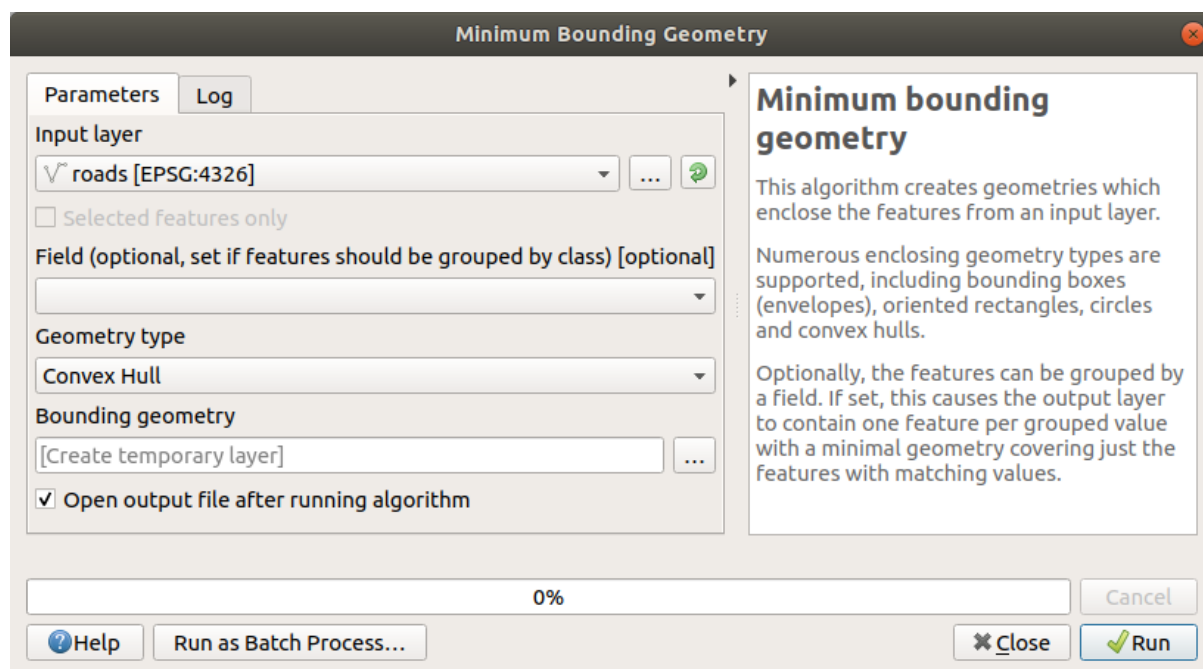 Minimum Bounding Geometry
Parameters
Log
Input layer
roads [EPSG:4326]
...
Selected features only
Field (optional, set if features should be grouped by class) [optional]
Geometry type
Convex Hull
Bounding geometry
[Create temporary layer]
...
Open output file after running algorithm
Minimum bounding
geometry
This algorithm creates geometries which
enclose the features from an input layer.
Numerous enclosing geometry types are
supported, including bounding boxes
(envelopes), oriented rectangles, circles
and convex hulls.
Optionally, the features can be grouped by
a field. If set, this causes the output layer
to contain one feature per grouped value
with a minimal geometry covering just the
features with matching values.
0%
Cancel
Help
Run as Batch Process...
Close
Run